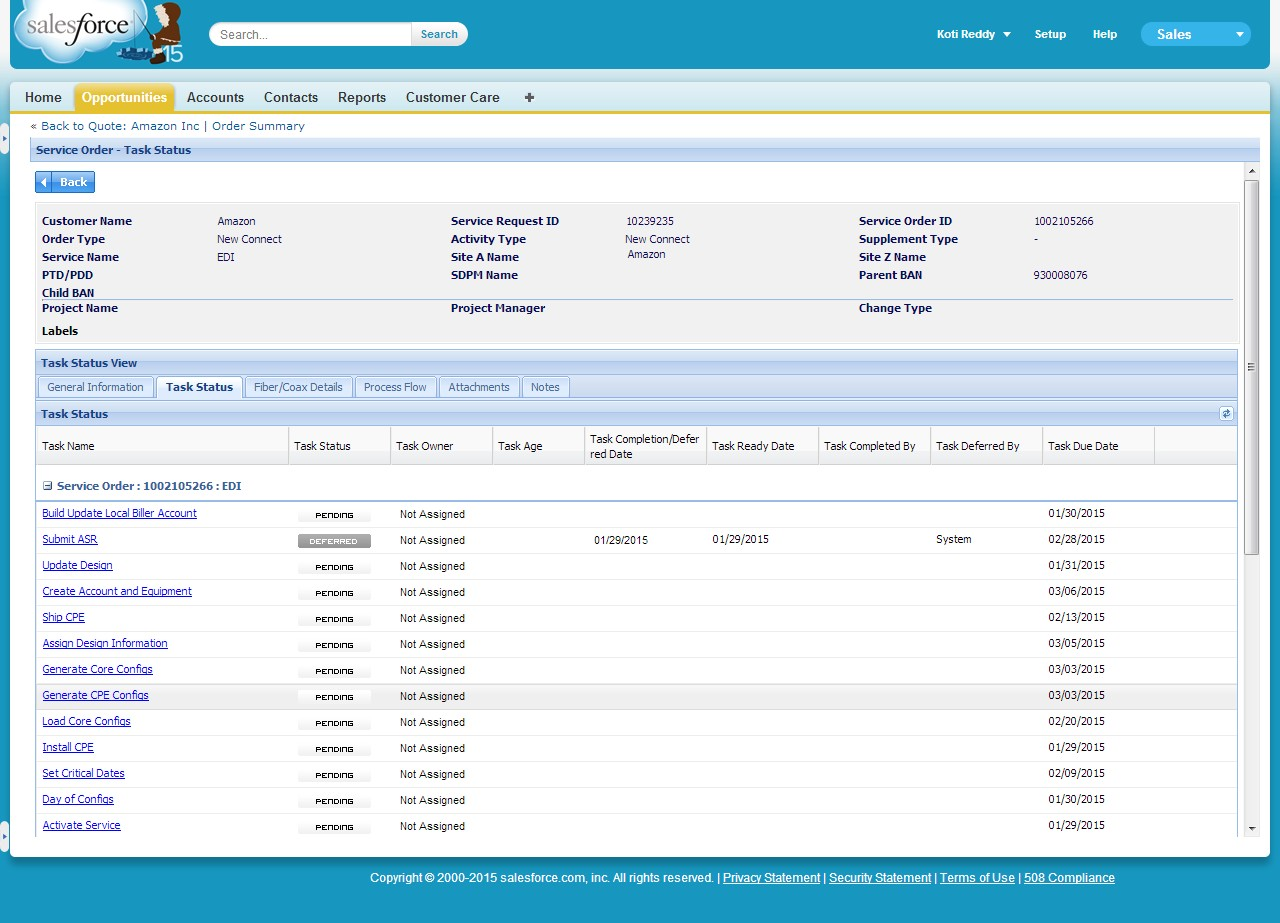 salesforce 15
Search... Search
Koti Reddy Setup Help Sales
Home Opportunities Accounts Contacts Reports Customer Care +
« Back to Quote: Amazon Inc | Order Summary
Service Order - Task Status
Back
Customer Name Amazon Service Request ID 10239235 Service Order ID 1002105266
Order Type New Connect Activity Type New Connect Supplement Type -
Service Name EDI Site A Name Amazon Site Z Name
PTD/PDD SDPM Name Parent BAN 930008076
Child BAN
Project Name Project Manager Change Type
Labels
Task Status View
General Information Task Status Fiber/Coax Details Process Flow Attachments Notes
Task Status
Task Name Task Status Task Owner Task Age Task Completion/Defer
red Date Task Ready Date Task Completed By Task Deferred By Task Due Date
Service Order : 1002105266 : EDI
Build Update Local Biller Account PENDING Not Assigned 01/30/2015
Submit ASR DEFERRED Not Assigned 01/29/2015 01/29/2015 System 02/28/2015
Update Design PENDING Not Assigned 01/31/2015
Create Account and Equipment PENDING Not Assigned 03/06/2015
Ship CPE PENDING Not Assigned 02/13/2015
Assign Design Information PENDING Not Assigned 03/05/2015
Generate Core Configs PENDING Not Assigned 03/03/2015
Generate CPE Configs PENDING Not Assigned 03/03/2015
Load Core Configs PENDING Not Assigned 02/20/2015
Install CPE PENDING Not Assigned 01/29/2015
Set Critical Dates PENDING Not Assigned 02/09/2015
Day of Configs PENDING Not Assigned 01/30/2015
Activate Service PENDING Not Assigned 01/29/2015
Copyright © 2000-2015 salesforce.com, inc. All rights reserved. | Privacy Statement | Security Statement | Terms of Use | 508 Compliance